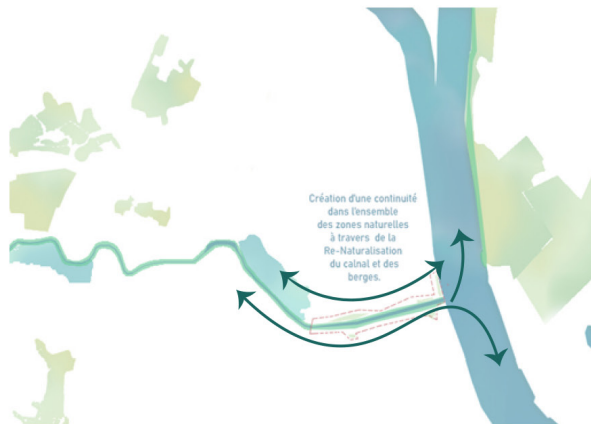 Création d'une continuité
dans l'ensemble
des zones naturelles
à travers de la
Re-Naturalisation
du calnal et des
berges.